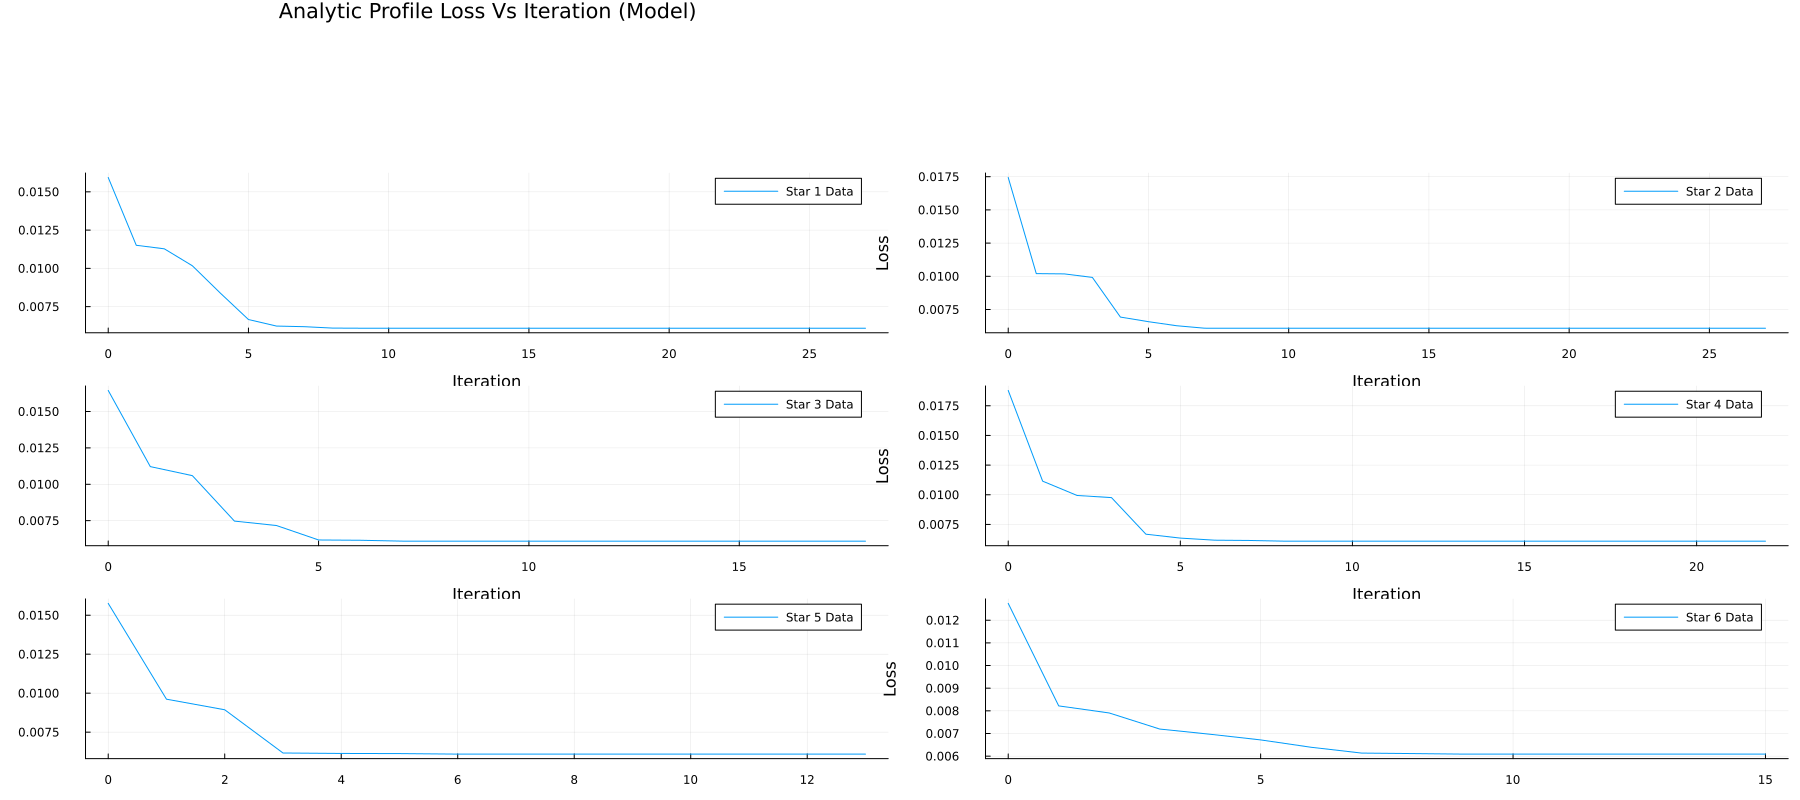 Analytic Profile Loss Vs Iteration (Model)
0.0150
0.0125
0.0100
0.0075
Star 1 Data
0 5 10 15 20 25
Iteration
Loss
0.0175
0.0150
0.0125
0.0100
0.0075
Star 2 Data
0 5 10 15 20 25
Iteration
0.0150
0.0125
0.0100
0.0075
Star 3 Data
0 5 10 15
Iteration
Loss
0.0175
0.0150
0.0125
0.0100
0.0075
Star 4 Data
0 5 10 15 20
Iteration
0.0150
0.0125
0.0100
0.0075
Star 5 Data
0 2 4 6 8 10 12
Loss
0.012
0.011
0.010
0.009
0.008
0.007
0.006
Star 6 Data
0 5 10 15